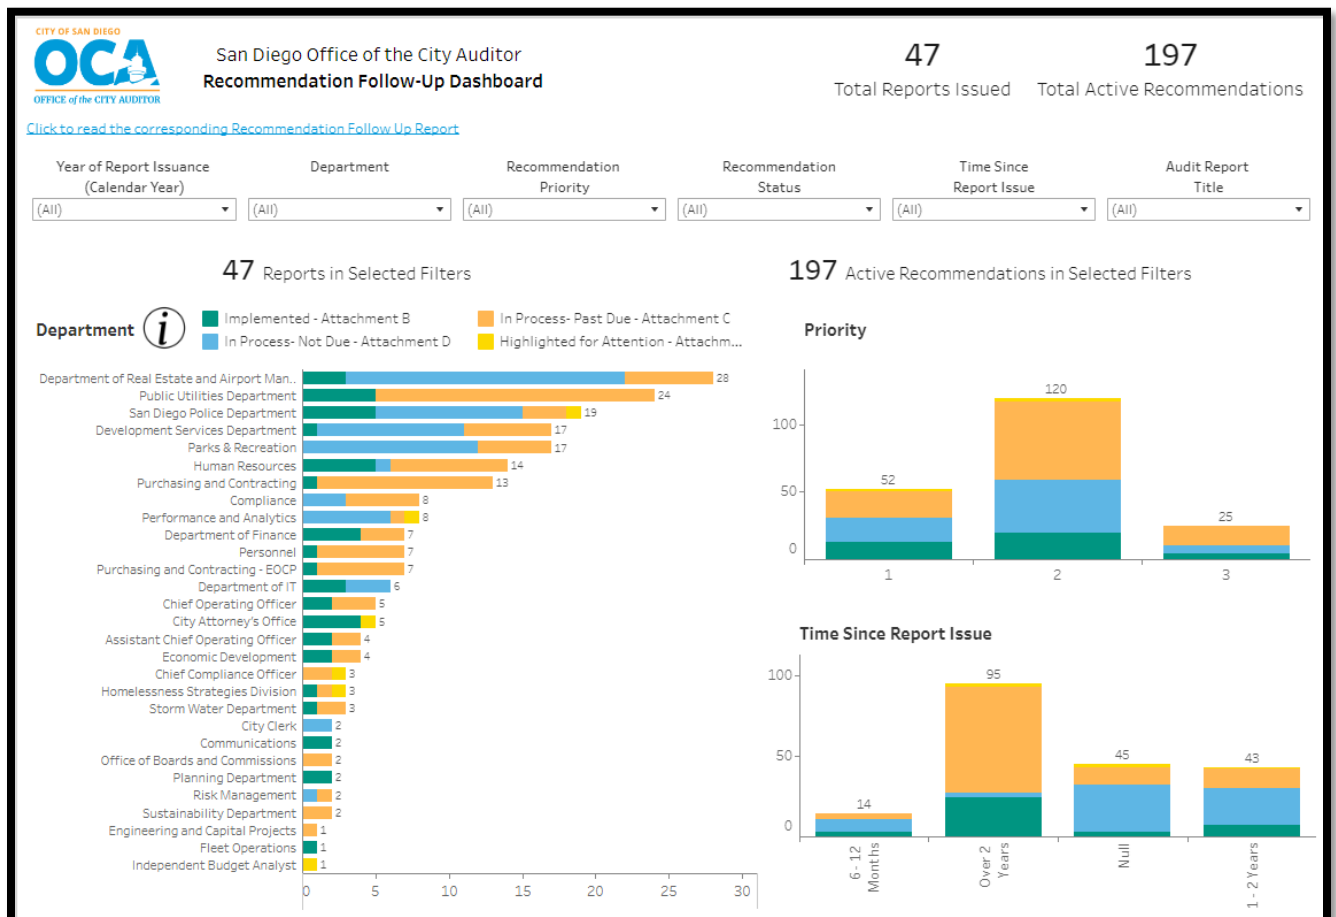 CITY OF SAN DIEGO
OCA
OFFICE of the CITY AUDITOR
San Diego Office of the City Auditor
Recommendation Follow-Up Dashboard
47
Total Reports Issued
197
Total Active Recommendations
Click to read the corresponding Recommendation Follow Up Report
Year of Report Issuance
(Calendar Year)
(All)
Department
(All)
Recommendation
Priority
(All)
Recommendation
Status
(All)
Time Since
Report Issue
(All)
Audit Report
Title
(All)
47 Reports in Selected Filters
197 Active Recommendations in Selected Filters
Department
i
Implemented - Attachment B
In Process- Past Due - Attachment C
In Process- Not Due - Attachment D
Highlighted for Attention - Attachm...
Department of Real Estate and Airport Man.. 28
Public Utilities Department 24
San Diego Police Department 19
Development Services Department 17
Parks & Recreation 17
Human Resources 14
Purchasing and Contracting 13
Compliance 8
Performance and Analytics 8
Department of Finance 7
Personnel 7
Purchasing and Contracting - EOCP 7
Department of IT 6
Chief Operating Officer 5
City Attorney's Office 5
Assistant Chief Operating Officer 4
Economic Development 4
Chief Compliance Officer 3
Homelessness Strategies Division 3
Storm Water Department 3
City Clerk 2
Communications 2
Office of Boards and Commissions 2
Planning Department 2
Risk Management 2
Sustainability Department 2
Engineering and Capital Projects 1
Fleet Operations 1
Independent Budget Analyst 1
0 5 10 15 20 25 30
Priority
100
50
0
52
120
25
1 2 3
Time Since Report Issue
100
50
0
14
95
45
43
6 - 12
Months
Over 2
Years
Null
1 - 2 Years